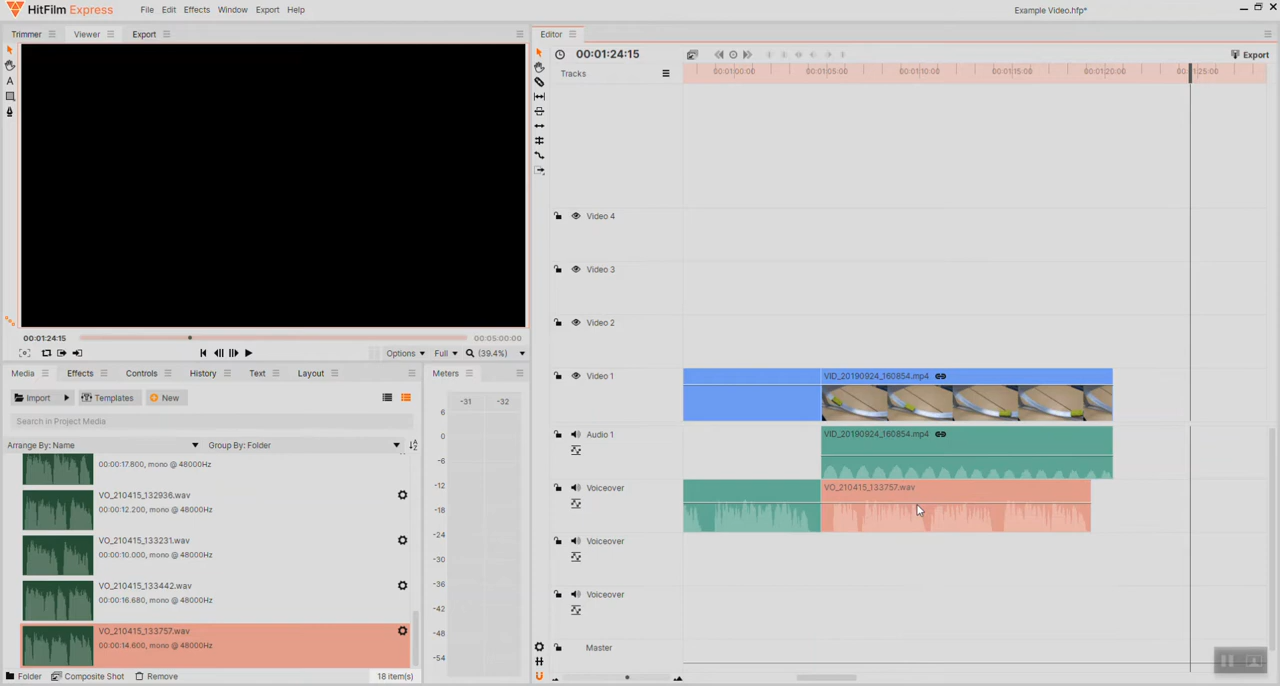 HitFilm Express
File Edit Effects Window Export Help
Example Video.hfp*
Trimmer Viewer Export
Editor
00:01:24:15
Export
Tracks
00:01:00:00 00:01:05:00 00:01:10:00 00:01:15:00 00:01:20:00 00:01:25:00
Video 4
Video 3
Video 2
00:01:24:15 00:05:00:00
Options Full (39.4%)
Media Effects Controls History Text Layout Meters
Video 1 VID_20190924_160854.mp4
Import Templates New -31 -32
Search in Project Media
Arrange By: Name Group By: Folder
Audio 1 VID_20190924_160854.mp4
Voiceover VO_210415_133757.wav
00:00:17.800, mono @ 48000Hz
VO_210415_132936.wav
00:00:12.200, mono @ 48000Hz
VO_210415_133231.wav
00:00:10.000, mono @ 48000Hz
VO_210415_133442.wav
00:00:16.680, mono @ 48000Hz
VO_210415_133757.wav
00:00:14.600, mono @ 48000Hz
6
0
-6
-12
-18
-24
-30
-36
-42
-48
-54
Voiceover
Voiceover
Master
Folder Composite Shot Remove 18 item(s)